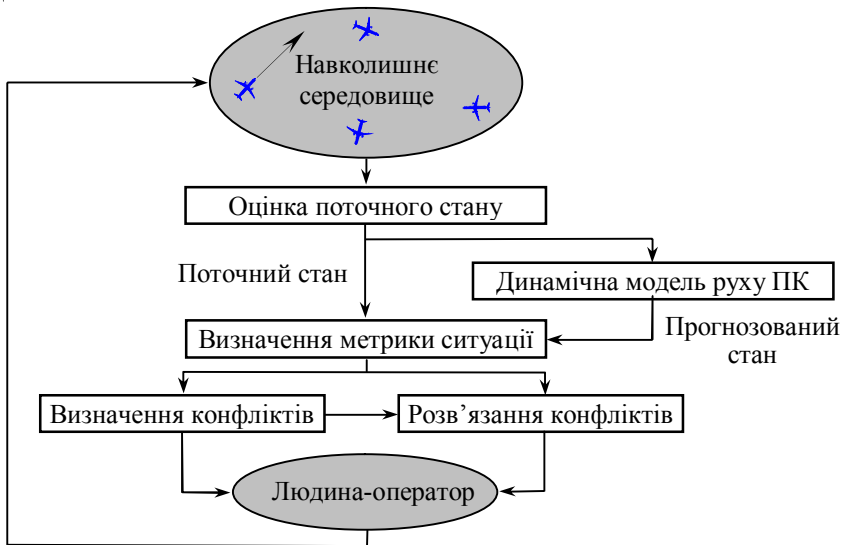 Навколишнє
середовище
Оцінка поточного стану
Поточний стан
Динамічна модель руху ПК
Визначення метрики ситуації
Прогнозований
стан
Визначення конфліктів
Розв’язання конфліктів
Людина-оператор